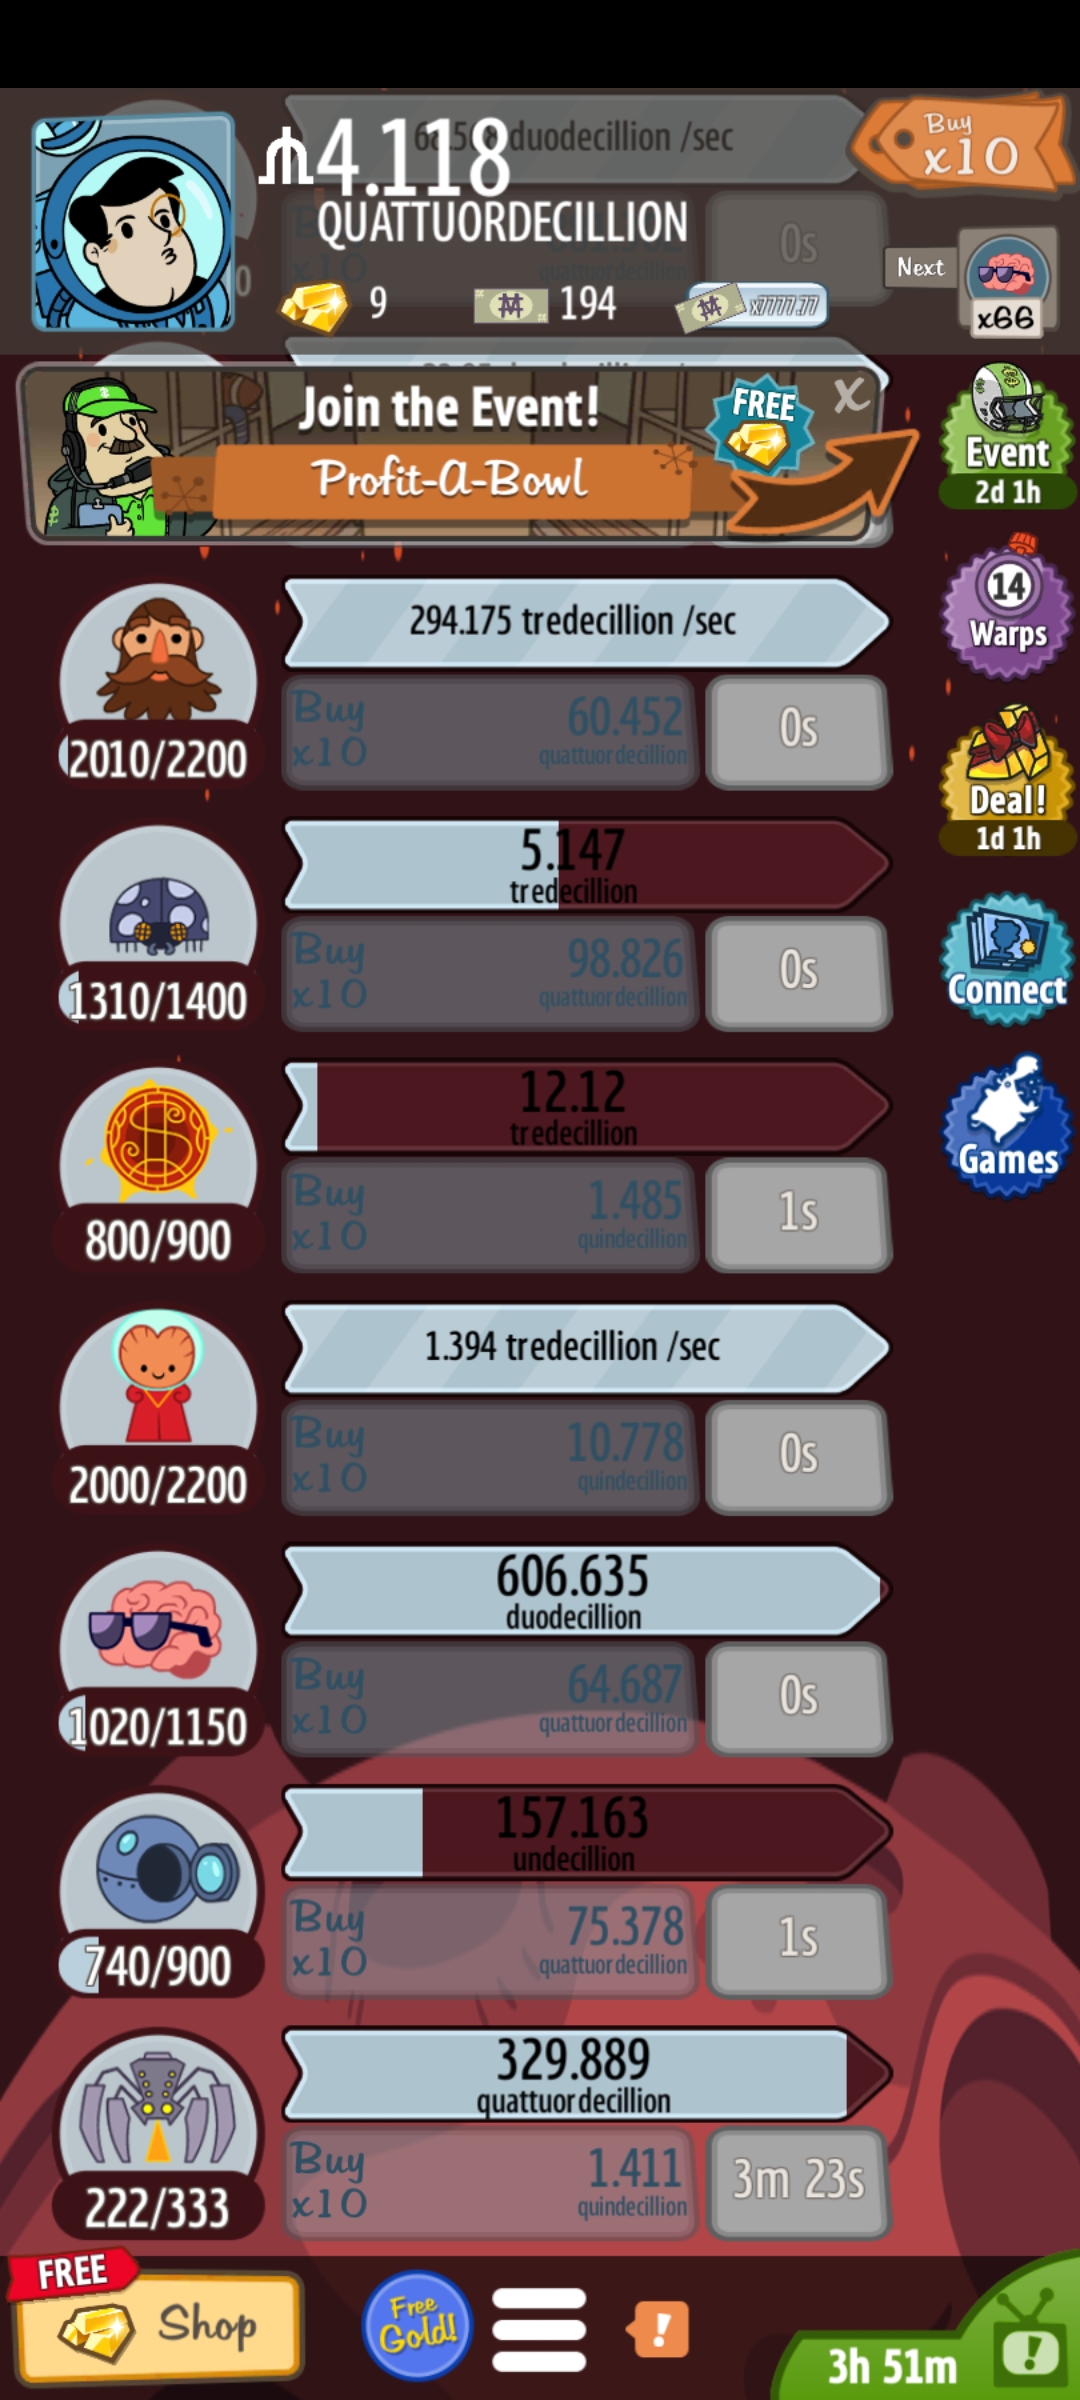 duodecillion /sec
4.118
QUATTUORDECILLION
Buy
x10
0s
Next
x66
9
194
x7777.77
Join the Event!
Profit-A-Bowl
FREE
X
Event
2d 1h
294.175 tredecillion /sec
Buy
x10
60.452
quattuordecillion
0s
2010/2200
14
Warps
5.147
tredecillion
Buy
x10
98.826
quattuordecillion
0s
1310/1400
Deal!
1d 1h
Connect
12.12
tredecillion
Buy
x10
1.485
quindecillion
1s
800/900
Games
1.394 tredecillion /sec
Buy
x10
10.778
quindecillion
0s
2000/2200
606.635
duodecillion
Buy
x10
64.687
quattuordecillion
0s
1020/1150
157.163
undecillion
Buy
x10
75.378
quattuordecillion
1s
740/900
329.889
quattuordecillion
Buy
x10
1.411
quindecillion
3m 23s
222/333
FREE
Shop
Free
Gold!
!
3h 51m
!